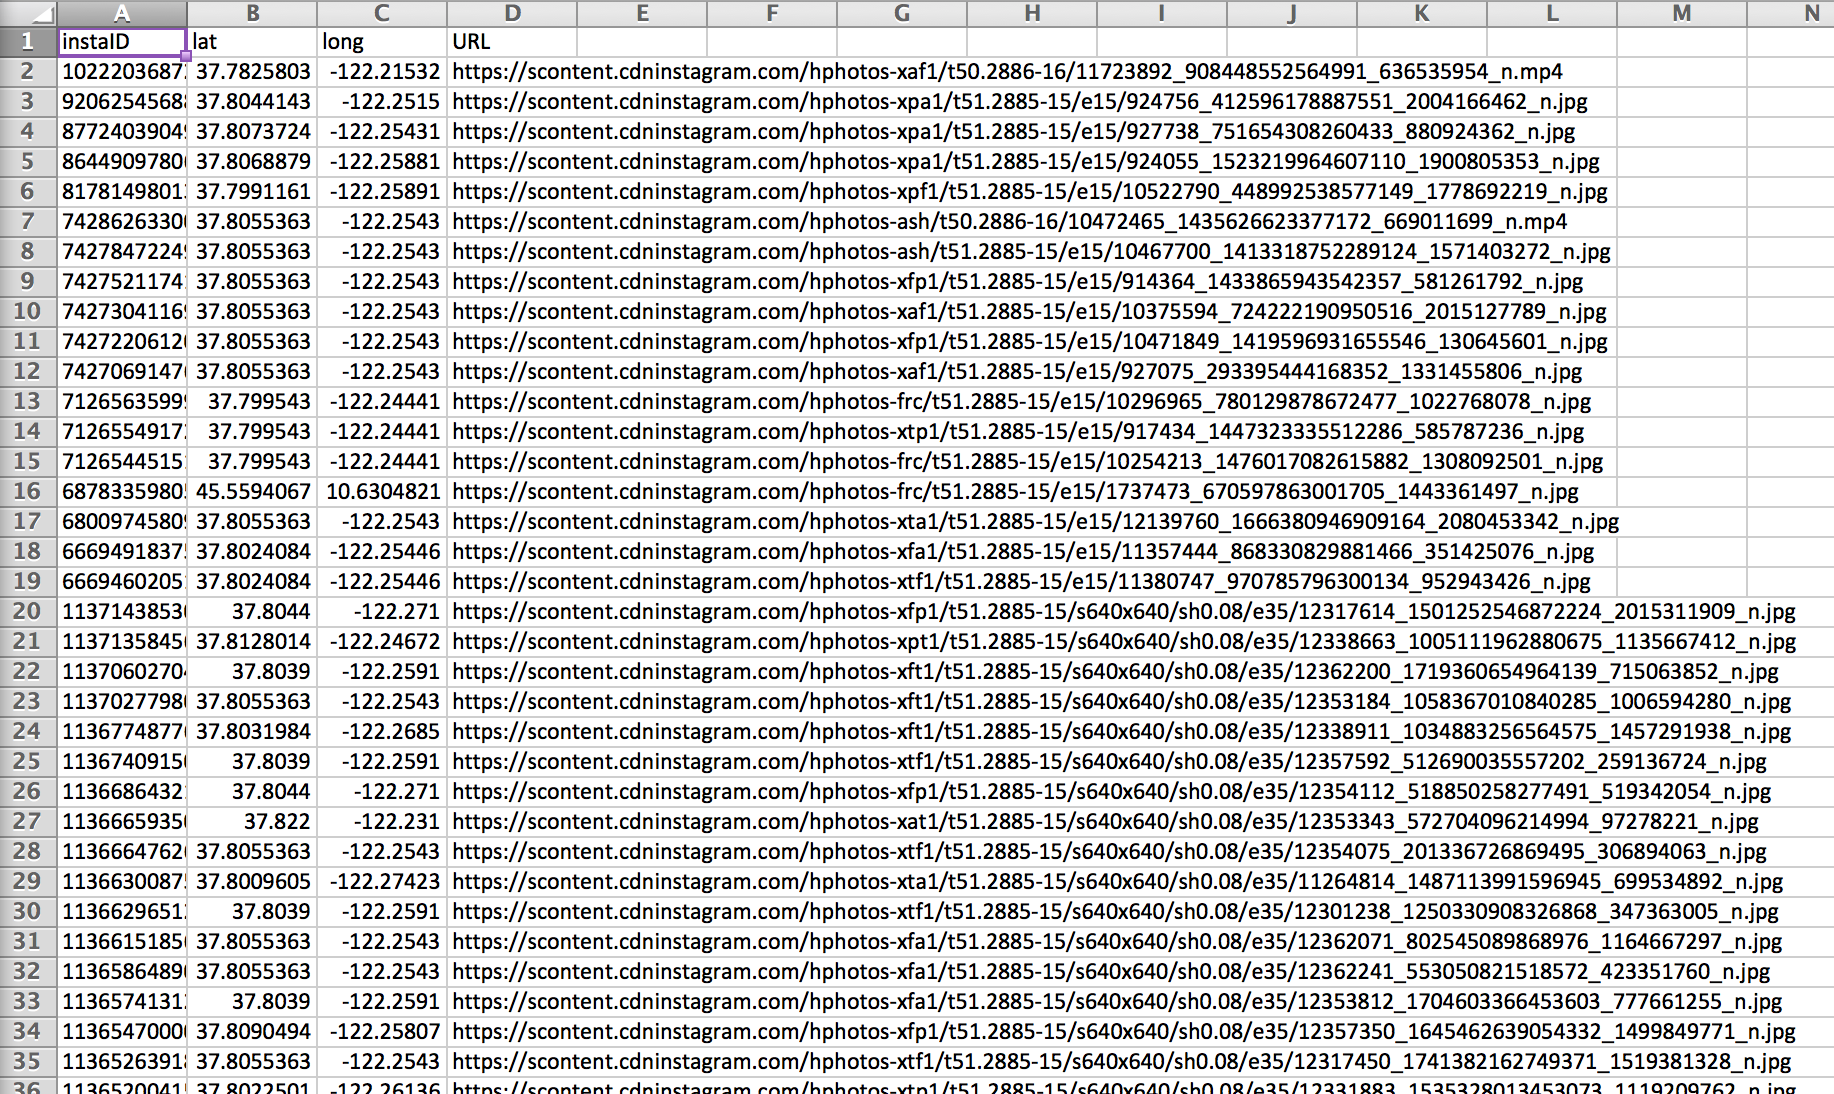 A B C D E F G H I J K L M N
1 instaID lat long URL
2 10222036872 37.7825803 -122.21532 https://scontent.cdninstagram.com/hphotos-xaf1/t50.2886-16/11723892_908448552564991_636535954_n.mp4
3 9206254568 37.8044143 -122.2515 https://scontent.cdninstagram.com/hphotos-xpa1/t51.2885-15/e15/924756_412596178887551_2004166462_n.jpg
4 8772403904 37.8073724 -122.25431 https://scontent.cdninstagram.com/hphotos-xpa1/t51.2885-15/e15/927738_751654308260433_880924362_n.jpg
5 8644909780 37.8068879 -122.25881 https://scontent.cdninstagram.com/hphotos-xpa1/t51.2885-15/e15/924055_1523219964607110_1900805353_n.jpg
6 8178149801 37.7991161 -122.25891 https://scontent.cdninstagram.com/hphotos-xpf1/t51.2885-15/e15/10522790_448992538577149_1778692219_n.jpg
7 7428626330 37.8055363 -122.2543 https://scontent.cdninstagram.com/hphotos-ash/t50.2886-16/10472465_1435626623377172_669011699_n.mp4
8 7427847224 37.8055363 -122.2543 https://scontent.cdninstagram.com/hphotos-ash/t51.2885-15/e15/10467700_1413318752289124_1571403272_n.jpg
9 7427521174 37.8055363 -122.2543 https://scontent.cdninstagram.com/hphotos-xfp1/t51.2885-15/e15/914364_1433865943542357_581261792_n.jpg
10 7427304116 37.8055363 -122.2543 https://scontent.cdninstagram.com/hphotos-xaf1/t51.2885-15/e15/10375594_724222190950516_2015127789_n.jpg
11 7427220612 37.8055363 -122.2543 https://scontent.cdninstagram.com/hphotos-xfp1/t51.2885-15/e15/10471849_1419596931655546_130645601_n.jpg
12 7427069147 37.8055363 -122.2543 https://scontent.cdninstagram.com/hphotos-xaf1/t51.2885-15/e15/927075_293395444168352_1331455806_n.jpg
13 7126563599 37.799543 -122.24441 https://scontent.cdninstagram.com/hphotos-frc/t51.2885-15/e15/10296965_780129878672477_1022768078_n.jpg
14 7126554917 37.799543 -122.24441 https://scontent.cdninstagram.com/hphotos-xtp1/t51.2885-15/e15/917434_1447323335512286_585787236_n.jpg
15 7126544515 37.799543 -122.24441 https://scontent.cdninstagram.com/hphotos-frc/t51.2885-15/e15/10254213_1476017082615882_1308092501_n.jpg
16 6878335980 45.5594067 10.6304821 https://scontent.cdninstagram.com/hphotos-frc/t51.2885-15/e15/1737473_670597863001705_1443361497_n.jpg
17 6800974580 37.8055363 -122.2543 https://scontent.cdninstagram.com/hphotos-xta1/t51.2885-15/e15/12139760_1666380946909164_2080453342_n.jpg
18 6669491837 37.8024084 -122.25446 https://scontent.cdninstagram.com/hphotos-xfa1/t51.2885-15/e15/11357444_868330829881466_351425076_n.jpg
19 6669460205 37.8024084 -122.25446 https://scontent.cdninstagram.com/hphotos-xtf1/t51.2885-15/e15/11380747_970785796300134_952943426_n.jpg
20 1137143853 37.8044 -122.271 https://scontent.cdninstagram.com/hphotos-xfp1/t51.2885-15/s640x640/sh0.08/e35/12317614_1501252546872224_2015311909_n.jpg
21 1137135845 37.8128014 -122.24672 https://scontent.cdninstagram.com/hphotos-xpt1/t51.2885-15/s640x640/sh0.08/e35/12338663_1005111962880675_1135667412_n.jpg
22 1137060270 37.8039 -122.2591 https://scontent.cdninstagram.com/hphotos-xft1/t51.2885-15/s640x640/sh0.08/e35/12362200_1719360654964139_715063852_n.jpg
23 1137027798 37.8055363 -122.2543 https://scontent.cdninstagram.com/hphotos-xft1/t51.2885-15/s640x640/sh0.08/e35/12353184_1058367010840285_1006594280_n.jpg
24 1136774877 37.8031984 -122.2685 https://scontent.cdninstagram.com/hphotos-xft1/t51.2885-15/s640x640/sh0.08/e35/12338911_1034883256564575_1457291938_n.jpg
25 1136740915 37.8039 -122.2591 https://scontent.cdninstagram.com/hphotos-xtf1/t51.2885-15/s640x640/sh0.08/e35/12357592_512690035557202_259136724_n.jpg
26 1136686432 37.8044 -122.271 https://scontent.cdninstagram.com/hphotos-xfp1/t51.2885-15/s640x640/sh0.08/e35/12354112_518850258277491_519342054_n.jpg
27 1136665935 37.822 -122.231 https://scontent.cdninstagram.com/hphotos-xat1/t51.2885-15/s640x640/sh0.08/e35/12353343_572704096214994_97278221_n.jpg
28 1136664762 37.8055363 -122.2543 https://scontent.cdninstagram.com/hphotos-xtf1/t51.2885-15/s640x640/sh0.08/e35/12354075_201336726869495_306894063_n.jpg
29 1136630087 37.8009605 -122.27423 https://scontent.cdninstagram.com/hphotos-xta1/t51.2885-15/s640x640/sh0.08/e35/11264814_1487113991596945_699534892_n.jpg
30 1136629651 37.8039 -122.2591 https://scontent.cdninstagram.com/hphotos-xtf1/t51.2885-15/s640x640/sh0.08/e35/12301238_1250330908326868_347363005_n.jpg
31 1136615185 37.8055363 -122.2543 https://scontent.cdninstagram.com/hphotos-xfa1/t51.2885-15/s640x640/sh0.08/e35/12362071_802545089868976_1164667297_n.jpg
32 1136586489 37.8055363 -122.2543 https://scontent.cdninstagram.com/hphotos-xfa1/t51.2885-15/s640x640/sh0.08/e35/12362241_553050821518572_423351760_n.jpg
33 1136574131 37.8039 -122.2591 https://scontent.cdninstagram.com/hphotos-xfa1/t51.2885-15/s640x640/sh0.08/e35/12353812_1704603366453603_777661255_n.jpg
34 1136547000 37.8090494 -122.25807 https://scontent.cdninstagram.com/hphotos-xfp1/t51.2885-15/s640x640/sh0.08/e35/12357350_1645462639054332_1499849771_n.jpg
35 1136526391 37.8055363 -122.2543 https://scontent.cdninstagram.com/hphotos-xtf1/t51.2885-15/s640x640/sh0.08/e35/12317450_1741382162749371_1519381328_n.jpg
36 1136520041 37.8022501 -122.26136 https://scontent.cdninstagram.com/hphotos-xtp1/t51.2885-15/s640x640/sh0.08/e35/12331883_1535328013453073_1119209762_n.jpg